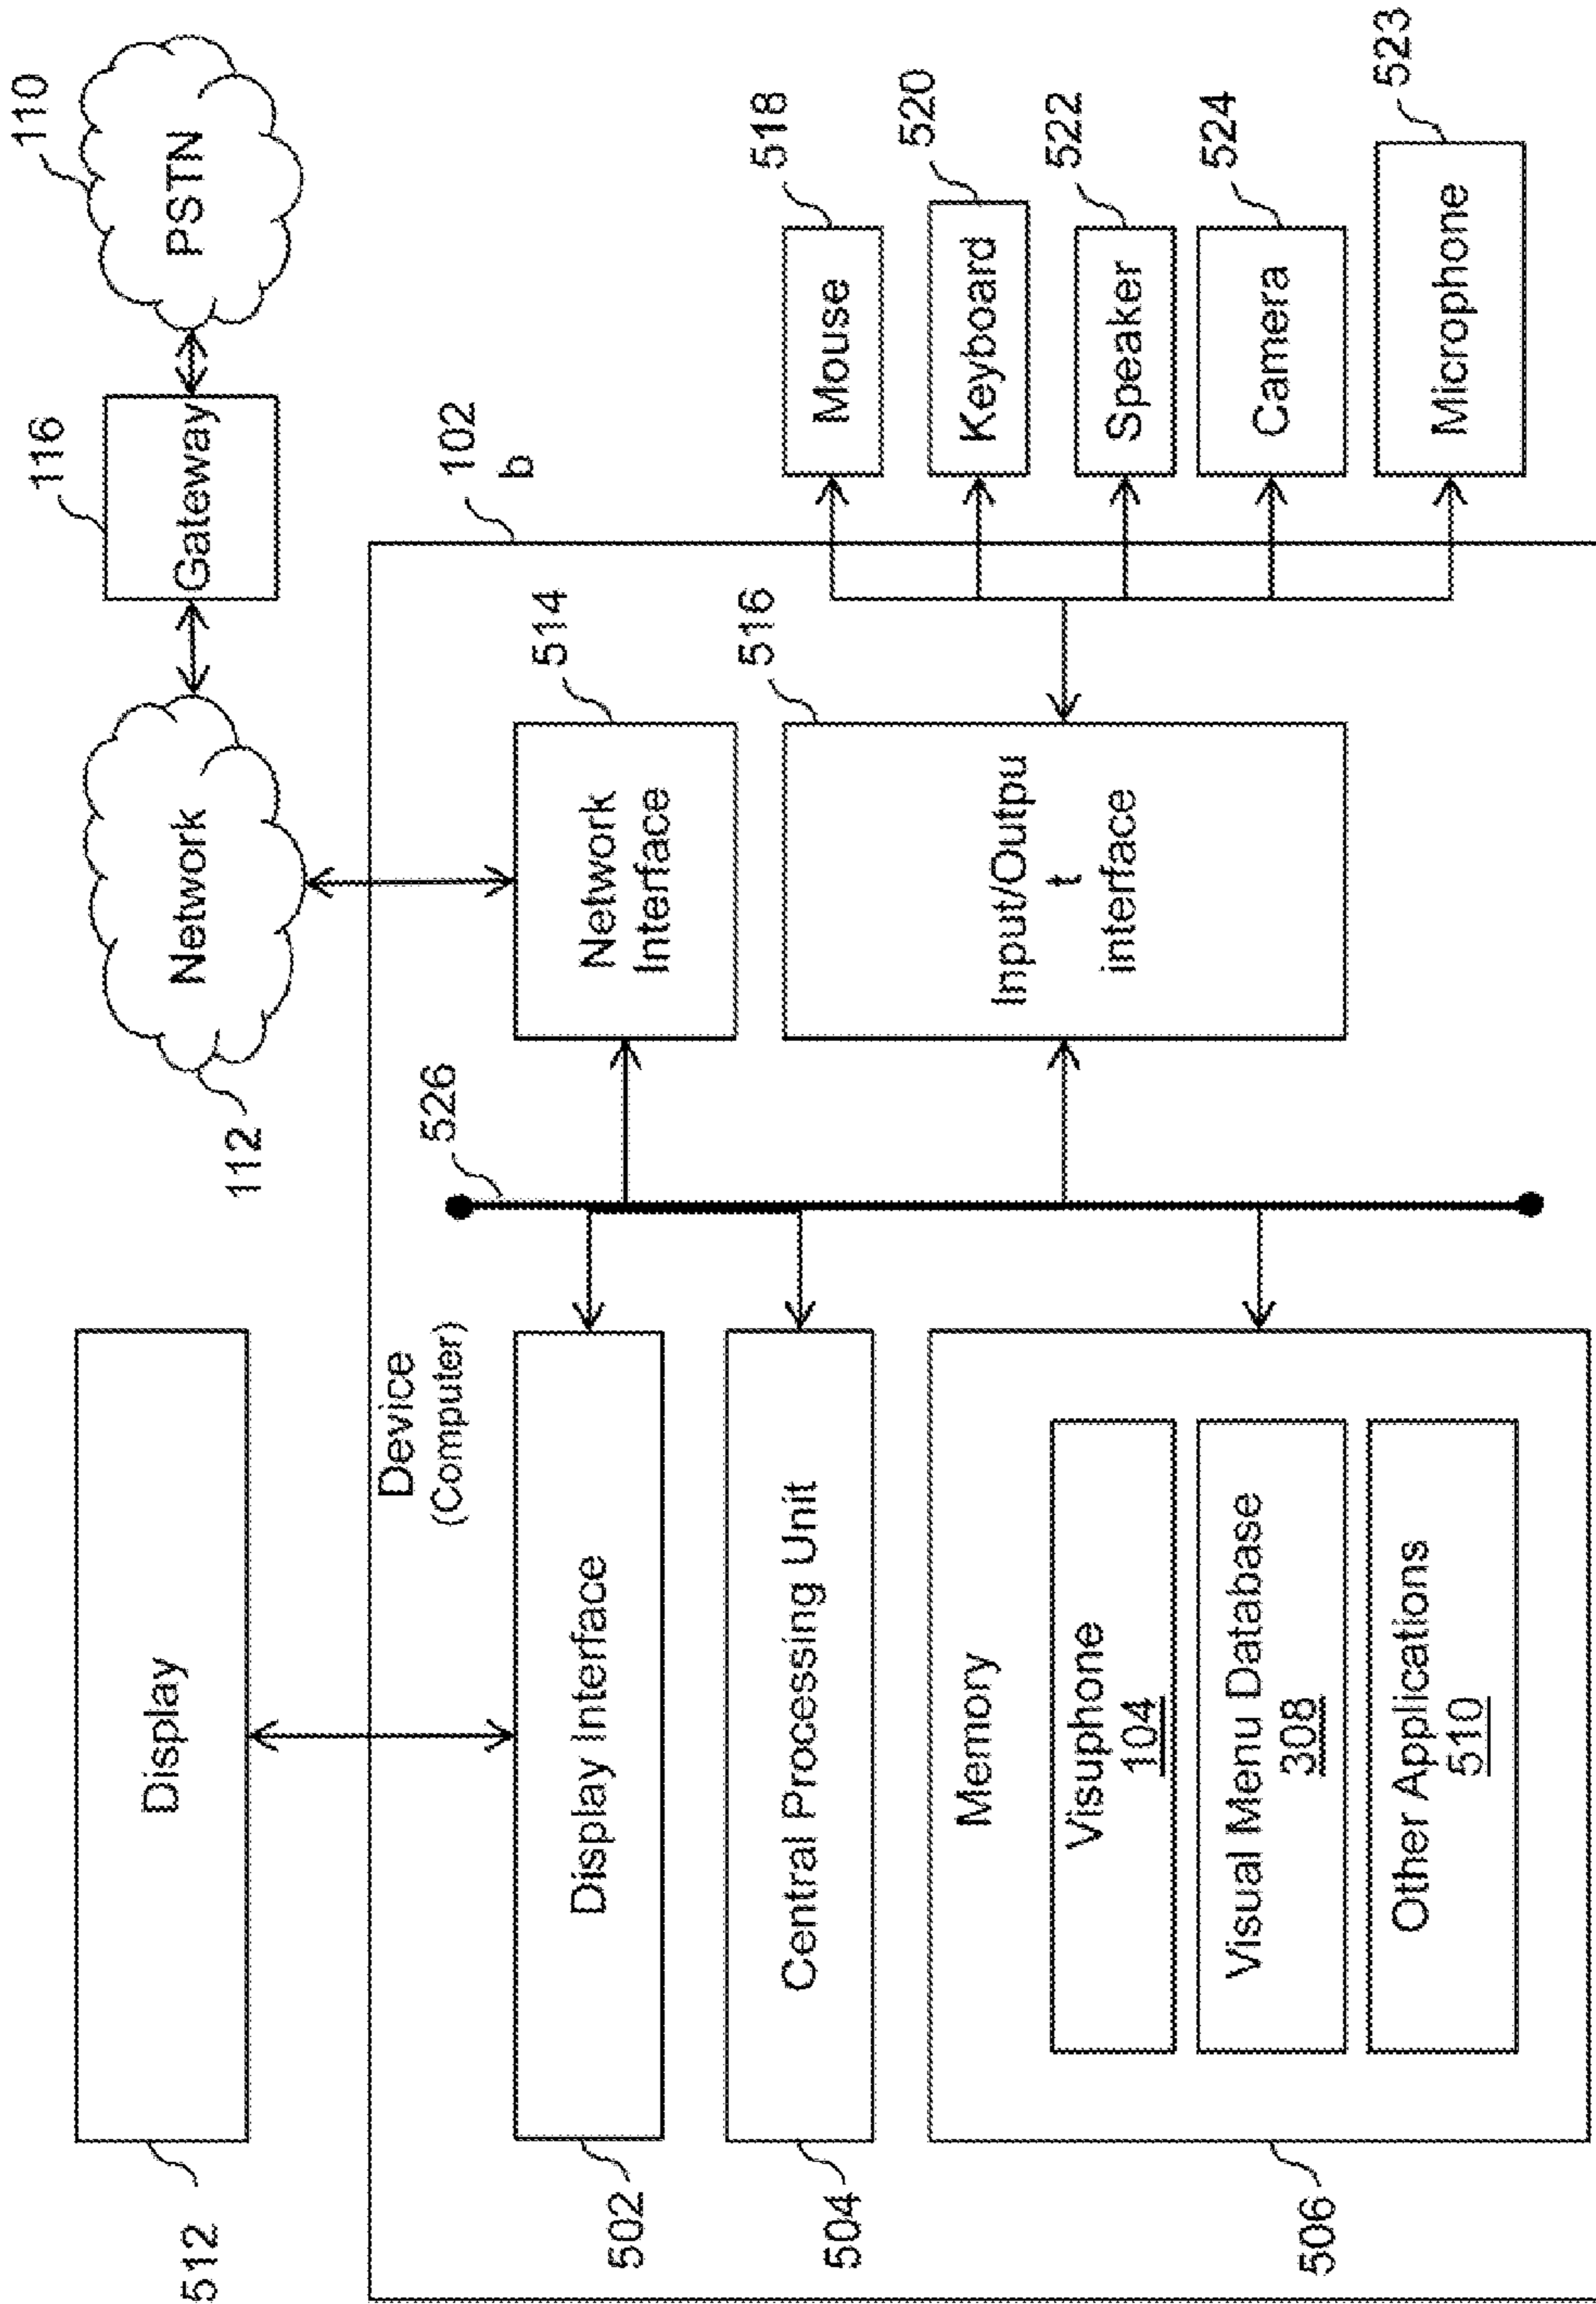 512
Display
112
Network
116
Gateway
110
PSTN
Device
(Computer)
102
b
502
Display Interface
526
514
Network
Interface
504
Central Processing Unit
516
Input/Outpu
t
interface
506
Memory
Visuphone
104
Visual Menu Database
308
Other Applications
510
Mouse
518
Keyboard
520
Speaker
522
Camera
524
Microphone
523